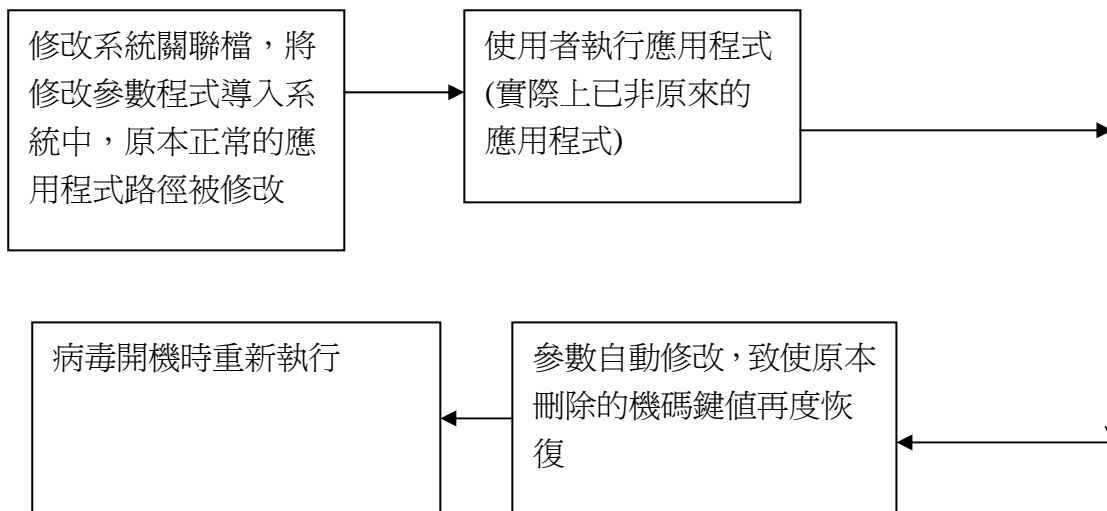 修改系統關聯檔，將
修改參數程式導入系
統中，原本正常的應
用程式路徑被修改
使用者執行應用程式
(實際上已非原來的
應用程式)
參數自動修改，致使原本
刪除的機碼鍵值再度恢
復
病毒開機時重新執行